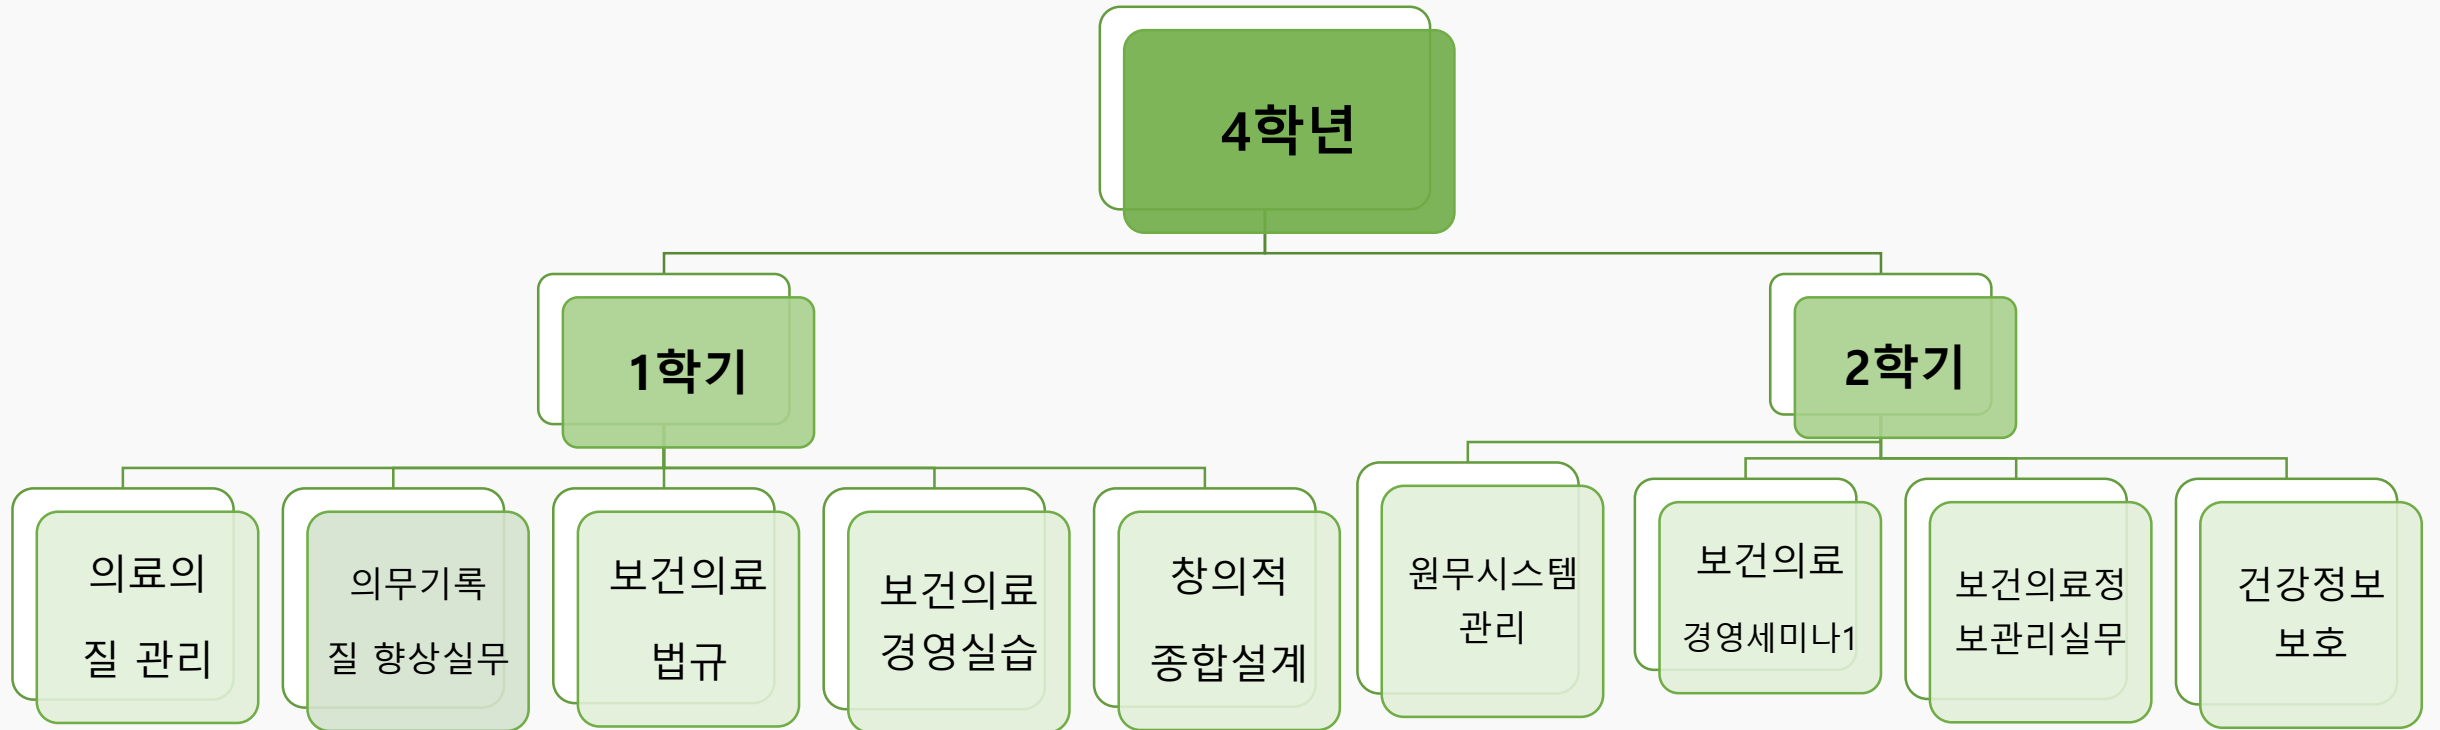 4학년
1학기
2학기
의료의
질 관리
의무기록
질 향상실무
보건의료
법규
보건의료
경영실습
창의적
종합설계
원무시스템
관리
보건의료
경영세미나1
보건의료정
보관리실무
건강정보
보호